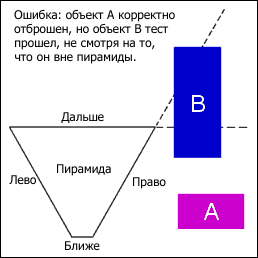 Ошибка: объект A корректно
отброшен, но объект B тест
прошел, не смотря на то,
что он вне пирамиды.
Дальше
B
Лево
Пирамида
Право
A
Ближе